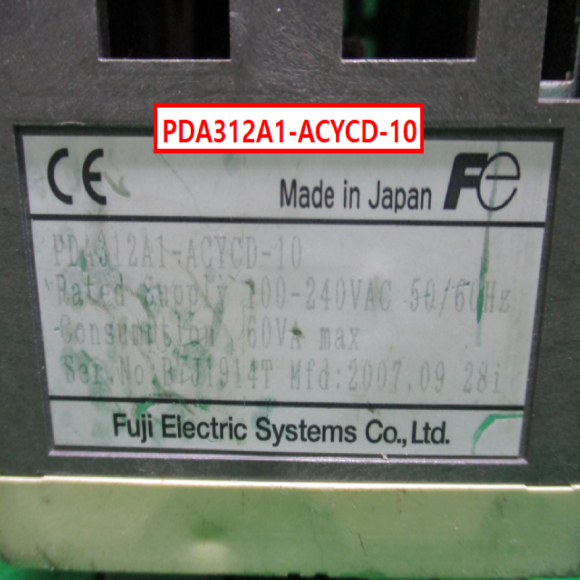 PDA312A1-ACYCD-10
CE
Made in Japan Fe
PDA312A1-ACYCD-10
Rated Supply 100-240VAC 50/60Hz
Consumption 60VA max
Ser.No:B7J1914T Mfd:2007.09 28i
Fuji Electric Systems Co.,Ltd.